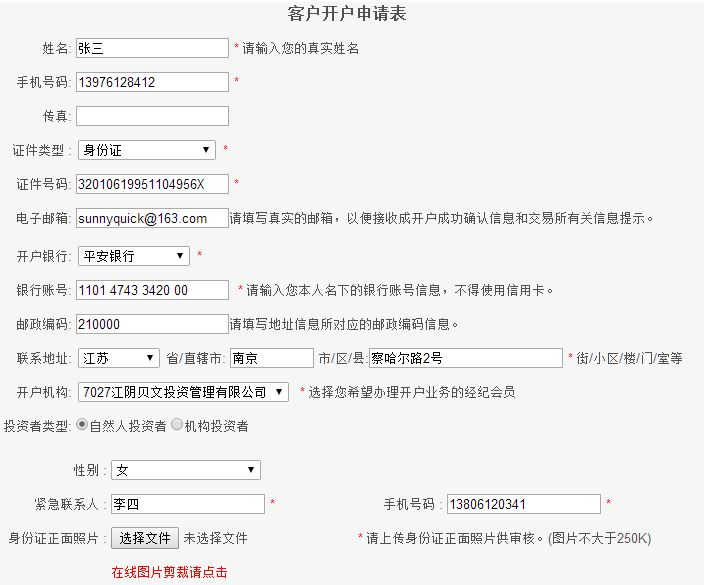 客户开户申请表
姓名: 张三 * 请输入您的真实姓名
手机号码: 13976128412 *
传真:
证件类型 : 身份证 *
证件号码: 32010619951104956X *
电子邮箱: sunnyquick@163.com 请填写真实的邮箱，以便接收成开户成功确认信息和交易所有关信息提示。
开户银行: 平安银行 *
银行账号: 1101 4743 3420 00 * 请输入您本人名下的银行账号信息，不得使用信用卡。
邮政编码: 210000 请填写地址信息所对应的邮政编码信息。
联系地址: 江苏 省/直辖市: 南京 市/区/县: 察哈尔路2号 * 街/小区/楼/门/室等
开户机构: 7027江阴贝文投资管理有限公司 * 选择您希望办理开户业务的经纪会员
投资者类型: 自然人投资者 机构投资者
性别 : 女
紧急联系人 : 李四 * 手机号码 : 13806120341 *
身份证正面照片 : 选择文件 未选择文件 * 请上传身份证正面照片供审核。(图片不大于250K)
在线图片剪裁请点击